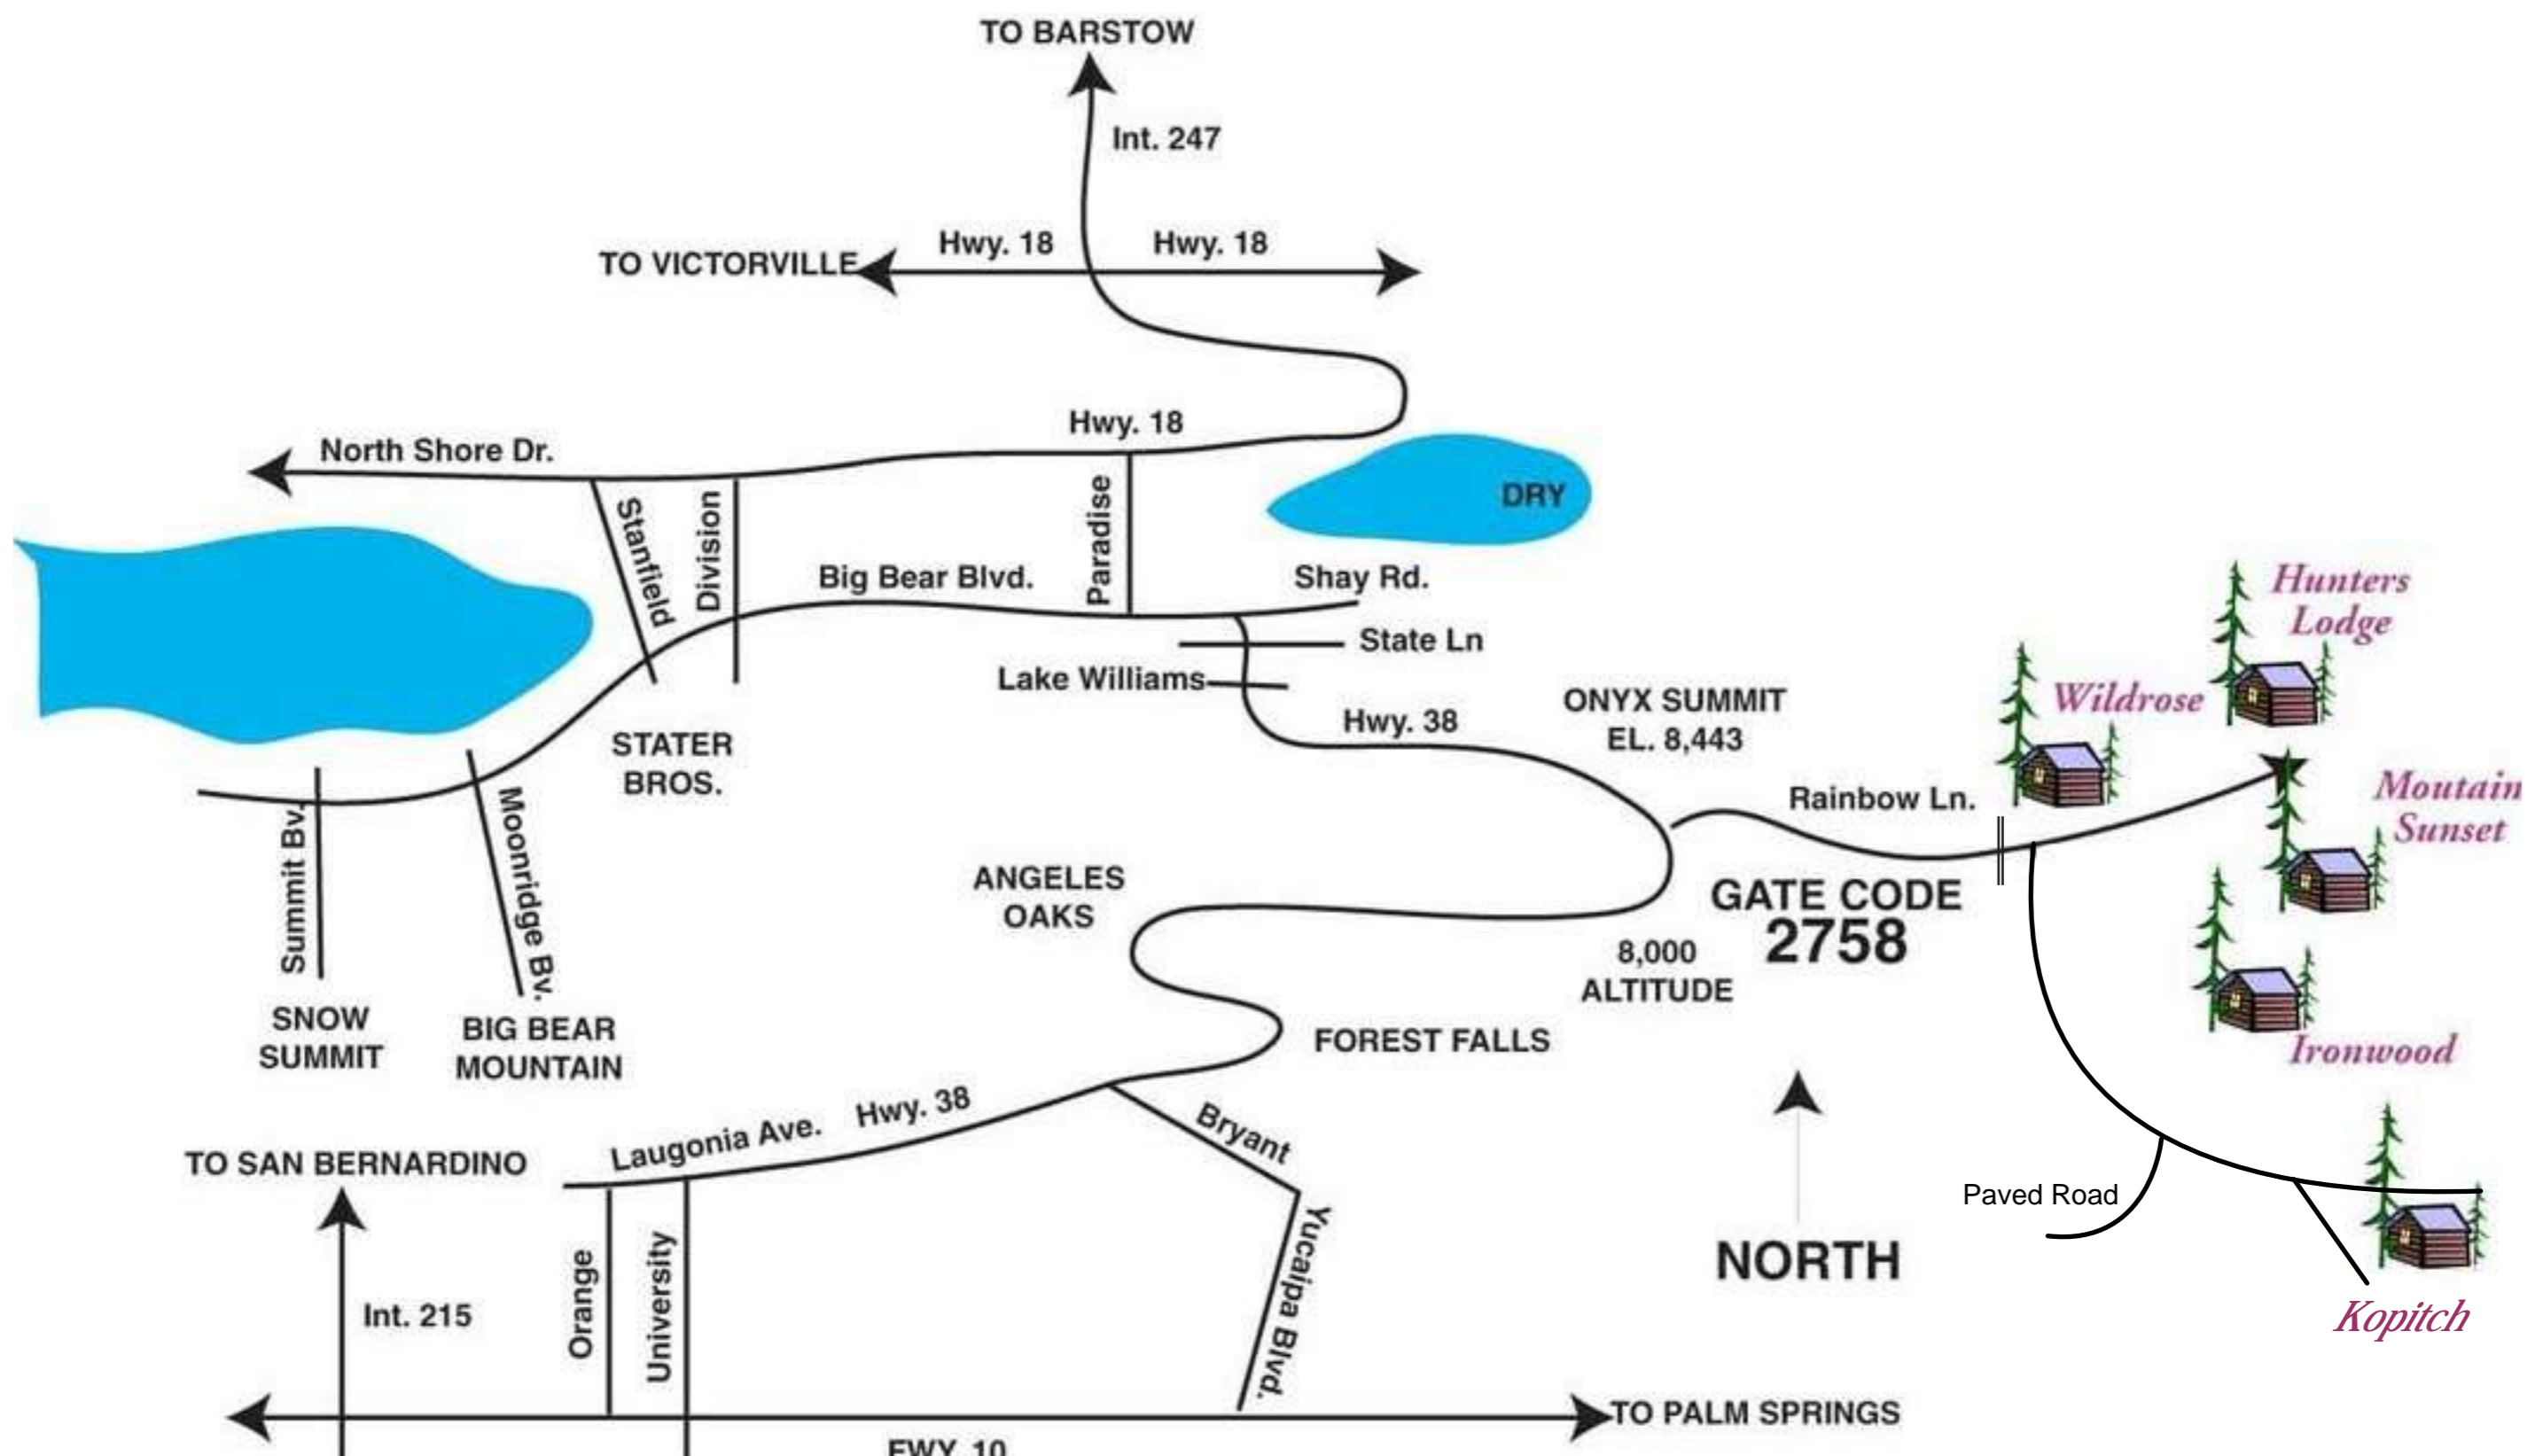 TO BARSTOW
Int. 247
Hwy. 18
Hwy. 18
TO VICTORVILLE
Hwy. 18
North Shore Dr.
DRY
Stanfield
Division
Paradise
Big Bear Blvd.
Shay Rd.
Hunters
Lodge
State Ln
Lake Williams
Wildrose
ONYX SUMMIT
EL. 8,443
Hwy. 38
STATER
BROS.
Moutain
Sunset
Rainbow Ln.
Summit Bv.
Moonridge Bv.
ANGELES
OAKS
GATE CODE
2758
8,000
ALTITUDE
SNOW
SUMMIT
BIG BEAR
MOUNTAIN
FOREST FALLS
Ironwood
Laugonia Ave.
Hwy. 38
Bryant
TO SAN BERNARDINO
Paved Road
NORTH
Yucaipa Blvd.
Orange
University
Int. 215
Kopitch
TO PALM SPRINGS
FWY. 10